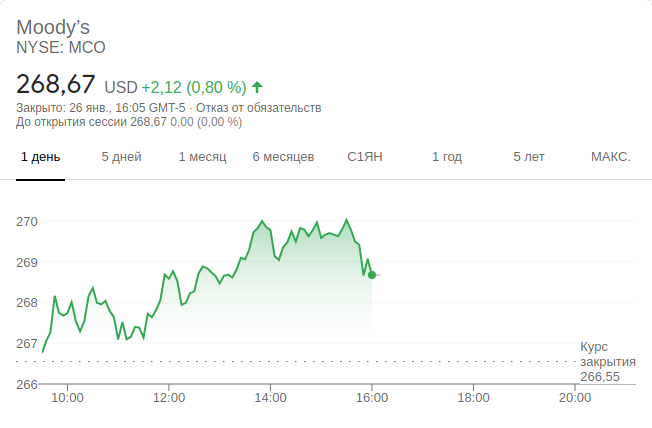 Moody’s
NYSE: MCO
268,67 USD +2,12 (0,80 %)
Закрыто: 26 янв., 16:05 GMT-5 · Отказ от обязательств
До открытия сессии 268,67 0,00 (0,00 %)
1 день 5 дней 1 месяц 6 месяцев С1ЯН 1 год 5 лет МАКС.
270
269
268
267
Курс
закрытия
266,55
266
10:00 12:00 14:00 16:00 18:00 20:00